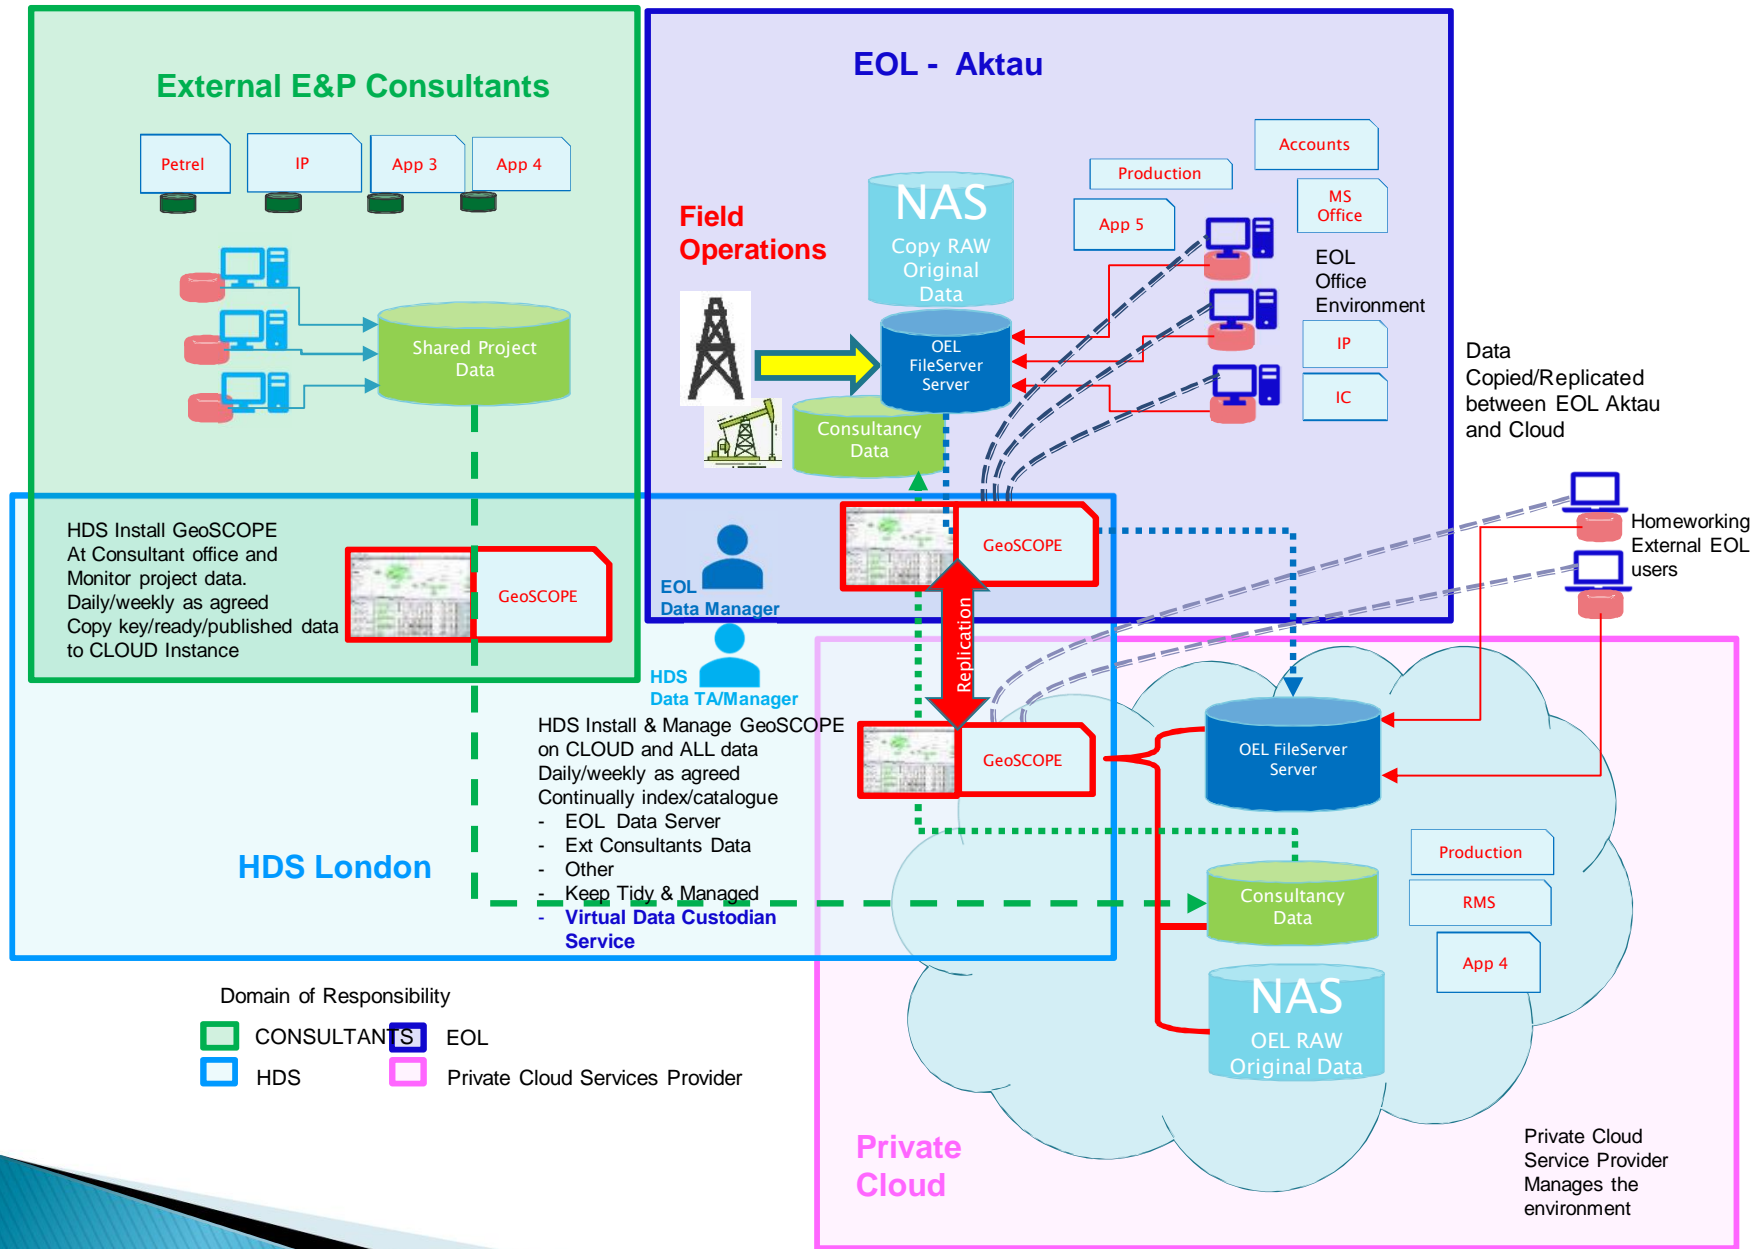 External E&P Consultants
Petrel
IP
App 3
App 4
Shared Project
Data
EOL - Aktau
Field
Operations
NAS
Copy RAW
Original
Data
OEL
FileServer
Server
Consultancy
Data
Production
App 5
Accounts
MS
Office
EOL
Office
Environment
IP
IC
Data
Copied/Replicated
between EOL Aktau
and Cloud
Homeworking
External EOL
users
HDS Install GeoSCOPE
At Consultant office and
Monitor project data.
Daily/weekly as agreed
Copy key/ready/published data
to CLOUD Instance
GeoSCOPE
EOL
Data Manager
HDS
Data TA/Manager
GeoSCOPE
Replication
GeoSCOPE
HDS Install & Manage GeoSCOPE
on CLOUD and ALL data
Daily/weekly as agreed
Continually index/catalogue
- EOL Data Server
- Ext Consultants Data
- Other
- Keep Tidy & Managed
- Virtual Data Custodian
Service
HDS London
OEL FileServer
Server
Consultancy
Data
NAS
OEL RAW
Original Data
Production
RMS
App 4
Private
Cloud
Private Cloud
Service Provider
Manages the
environment
Domain of Responsibility
CONSULTANTS
EOL
HDS
Private Cloud Services Provider